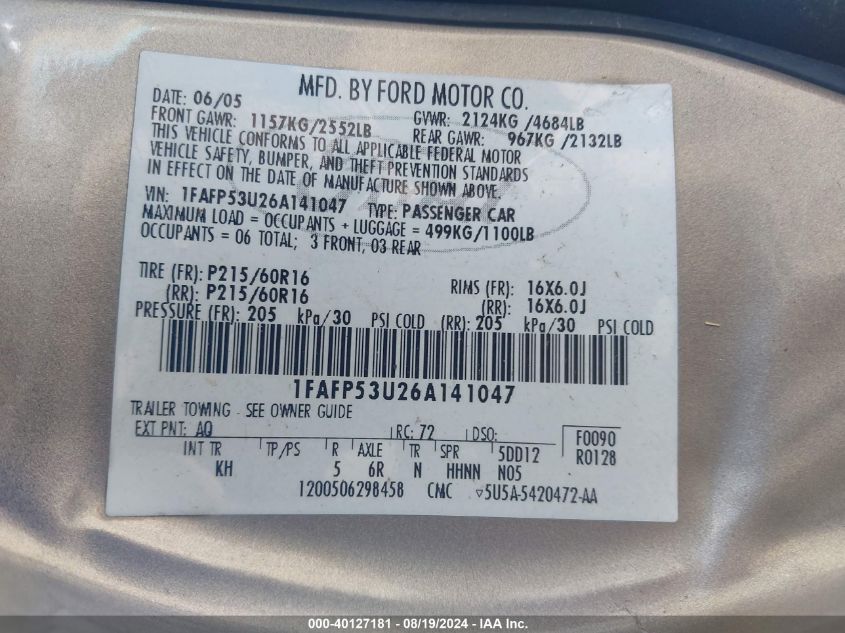 MFD. BY FORD MOTOR CO.
DATE: 06/05 GVWR: 2124KG /4684LB
FRONT GAWR: 1157KG/2552LB REAR GAWR: 967KG /2132LB
THIS VEHICLE CONFORMS TO ALL APPLICABLE FEDERAL MOTOR
VEHICLE SAFETY, BUMPER, AND THEFT PREVENTION STANDARDS
IN EFFECT ON THE DATE OF MANUFACTURE SHOWN ABOVE.
VIN: 1FAFP53U26A141047 TYPE: PASSENGER CAR
MAXIMUM LOAD = OCCUPANTS + LUGGAGE = 499KG/1100LB
OCCUPANTS = 06 TOTAL; 3 FRONT, 03 REAR
TIRE (FR): P215/60R16 RIMS (FR): 16X6.0J
(RR): P215/60R16 (RR): 16X6.0J
PRESSURE (FR): 205 kPa/30 PSI COLD (RR): 205 kPa/30 PSI COLD
1FAFP53U26A141047
TRAILER TOWING - SEE OWNER GUIDE
EXT PNT: AQ RC: 72 DSO: F0090
INT TR TP/PS R AXLE TR SPR 5DD12 R0128
KH 5 6R N HHNN N05
1200506298458 CMC ▽5U5A-5420472-AA
000-40127181 - 08/19/2024 - IAA Inc.